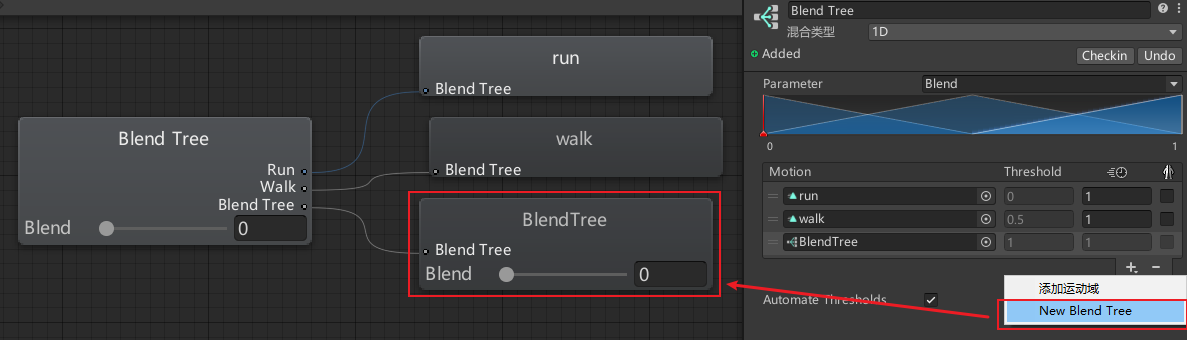 run
Blend Tree
walk
Blend Tree
Blend Tree
Run
Walk
Blend Tree
Blend
0
BlendTree
Blend Tree
Blend
0
Blend Tree
混合类型
1D
Added
Checkin
Undo
Parameter
Blend
0
1
Motion
Threshold
run
0
1
walk
0.5
1
BlendTree
1
1
添加运动域
Automate Thresholds
New Blend Tree